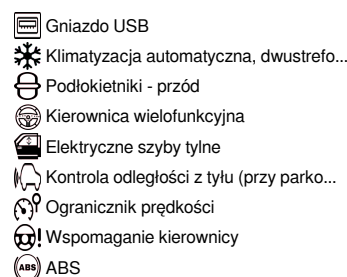 Gniazdo USB
Klimatyzacja automatyczna, dwustrefo...
Podłokietniki - przód
Kierownica wielofunkcyjna
Elektryczne szyby tylne
Kontrola odległości z tyłu (przy parko...
Ogranicznik prędkości
Wspomaganie kierownicy
ABS